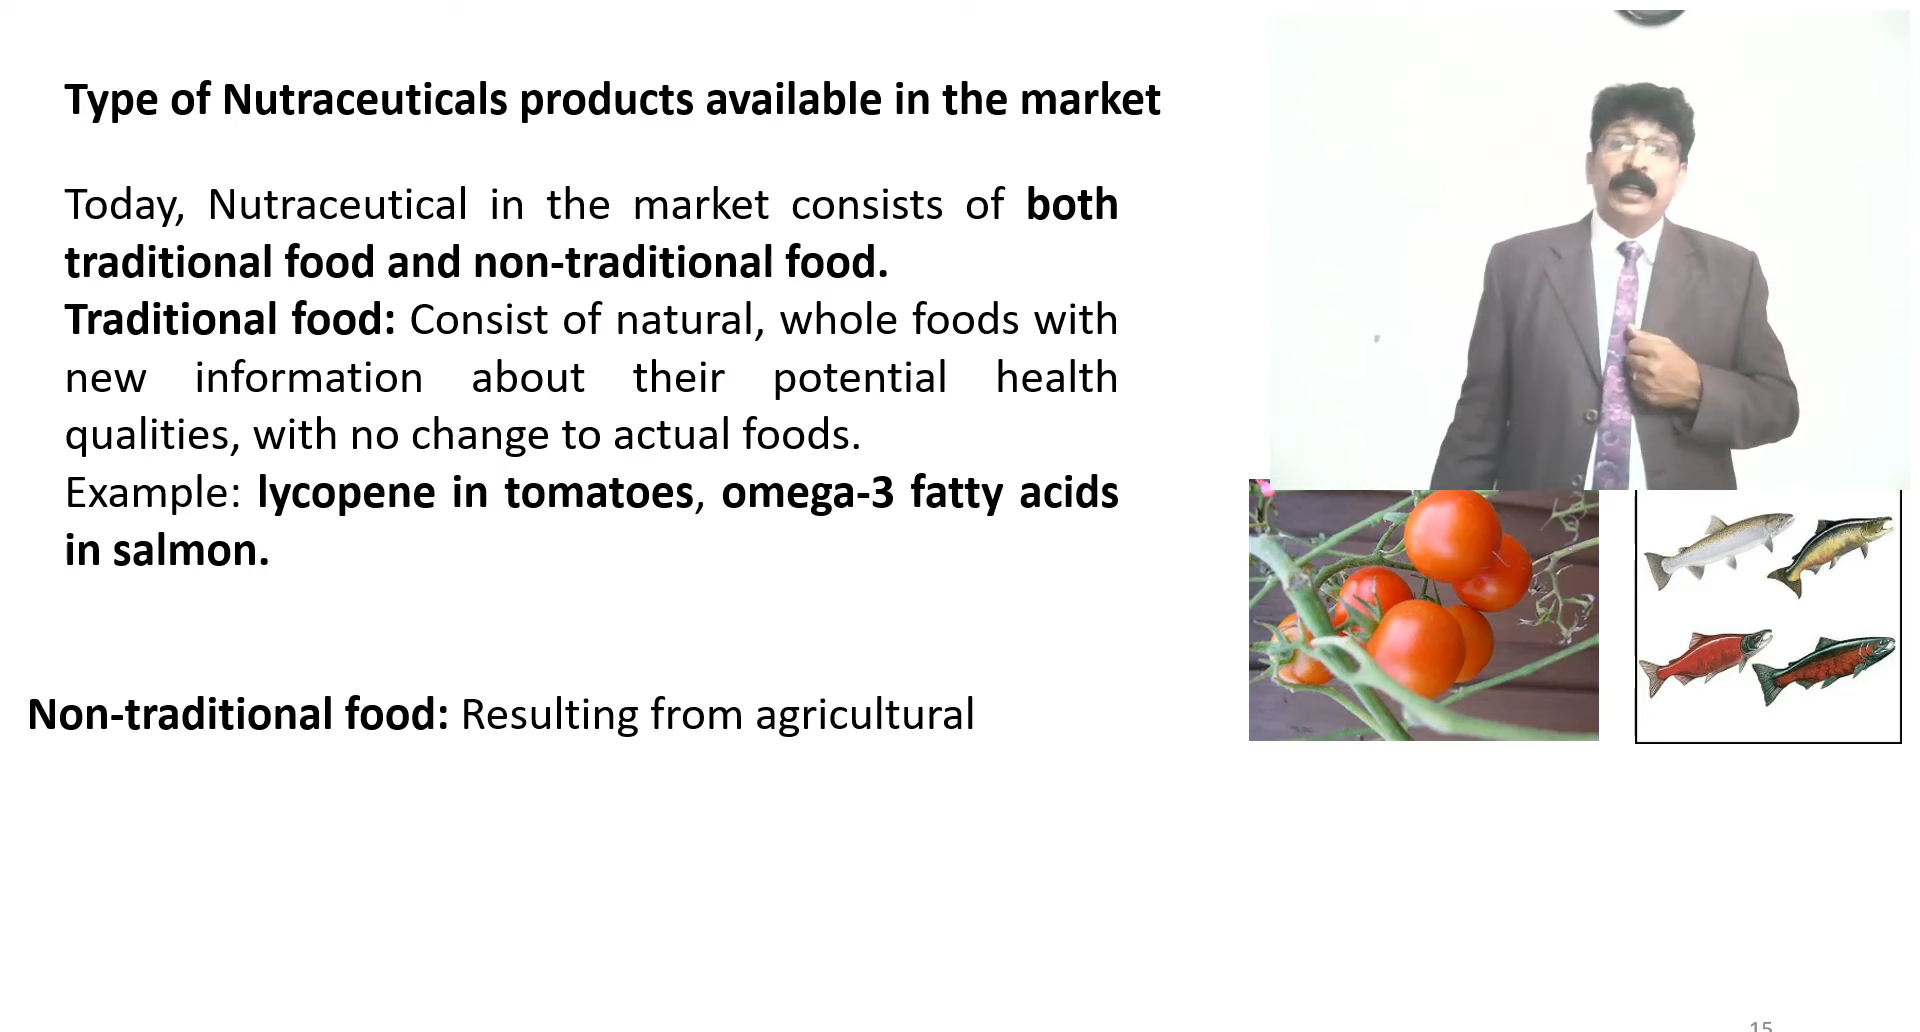 Type of Nutraceuticals products available in the market
Today, Nutraceutical in the market consists of both
traditional food and non-traditional food.
Traditional food: Consist of natural, whole foods with
new information about their potential health
qualities, with no change to actual foods.
Example: lycopene in tomatoes, omega-3 fatty acids
in salmon.
Non-traditional food: Resulting from agricultural
15